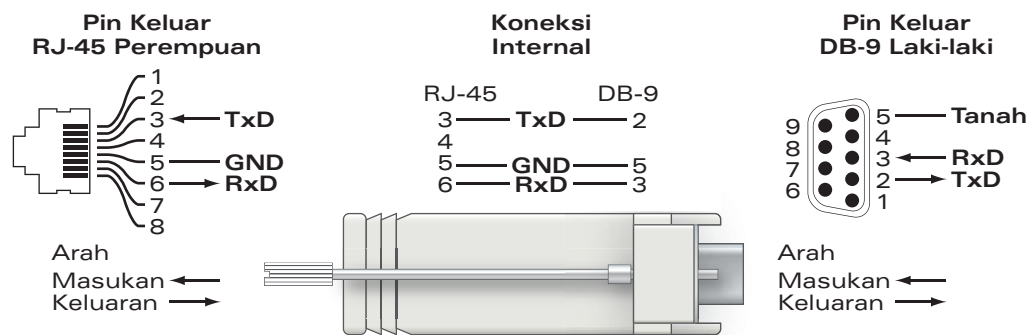 Pin Keluar
RJ-45 Perempuan
1
2
3 TxD
4
5 GND
6 RxD
7
8
Arah
Masukan
Keluaran
Koneksi
Internal
RJ-45 DB-9
3 TxD 2
4
5 GND 5
6 RxD 3
Pin Keluar
DB-9 Laki-laki
5 Tanah
9
4
8
3 RxD
7
2 TxD
6
1
Arah
Masukan
Keluaran